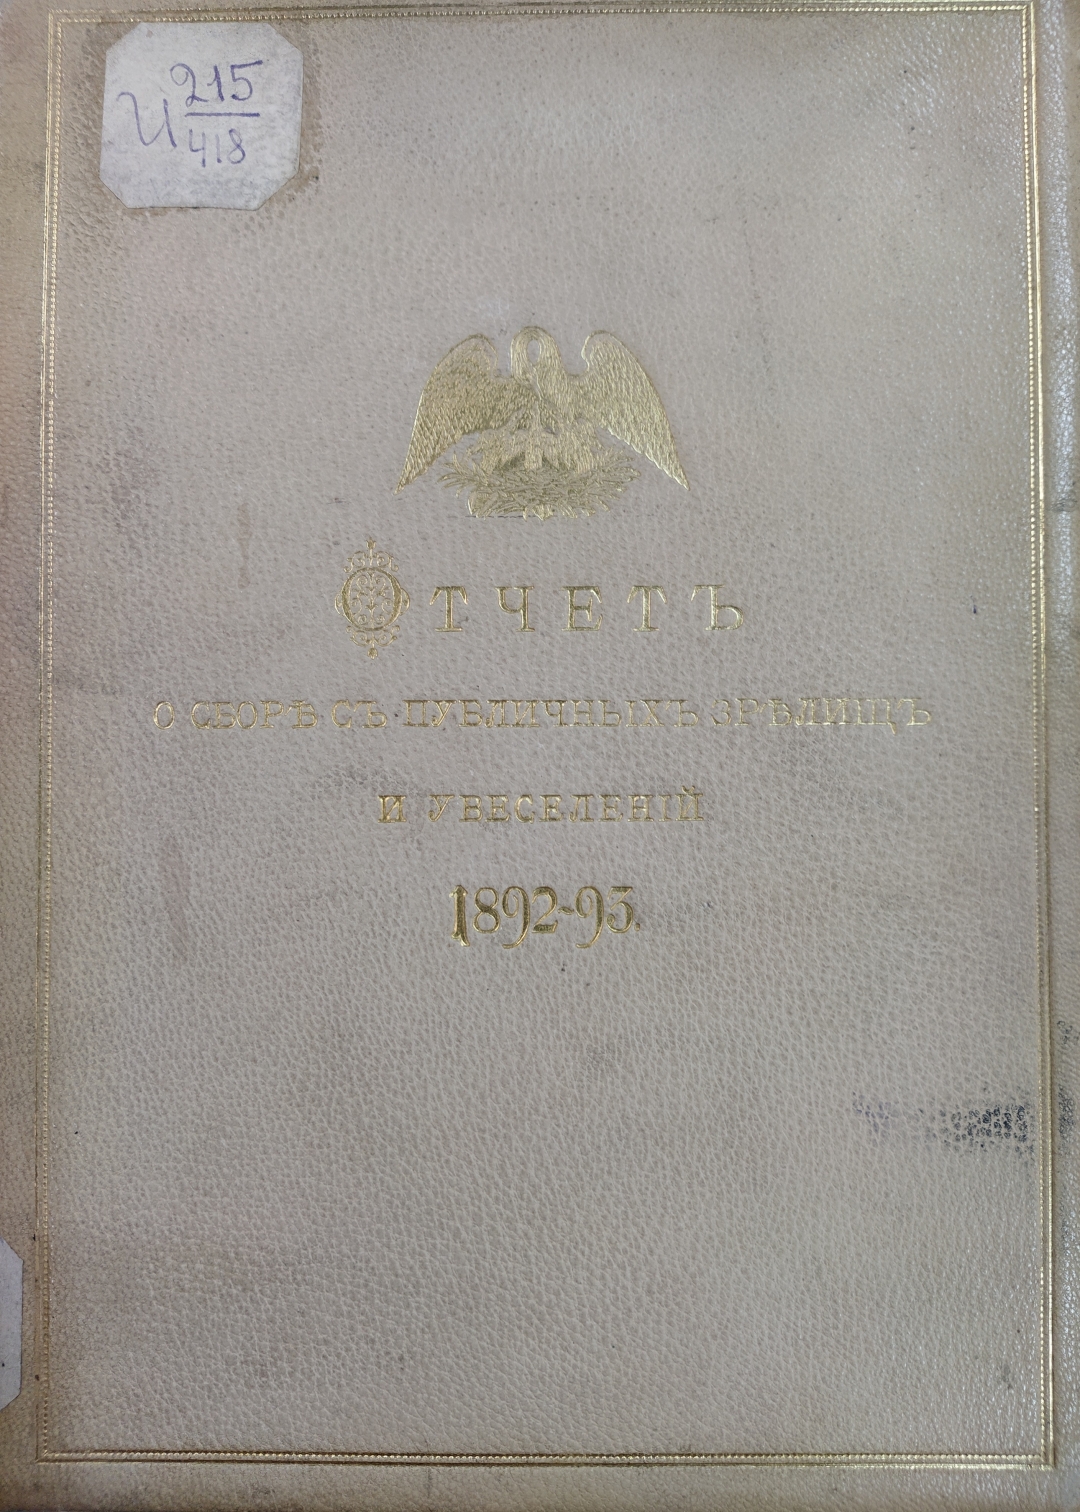 И 215
418
Отчетъ
О СБОРѢ СЪ ПУБЛИЧНЫХЪ ЗРѢЛИЩЪ
И УВЕСЕЛЕНІЙ
1892-93.